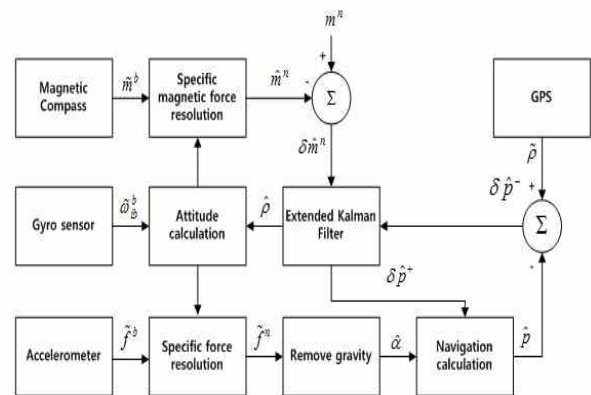 m^n
+
Magnetic
Compass
m̃^b
Specific
magnetic force
resolution
m̂^n
-
Σ
GPS
δm̂^n
ρ̃
δp̂^-
+
Gyro sensor
ω̃^b_ib
Attitude
calculation
ρ̂
Extended Kalman
Filter
Σ
-
δp̂^+
Accelerometer
f̃^b
Specific force
resolution
f̃^n
Remove gravity
α̂
Navigation
calculation
p̂